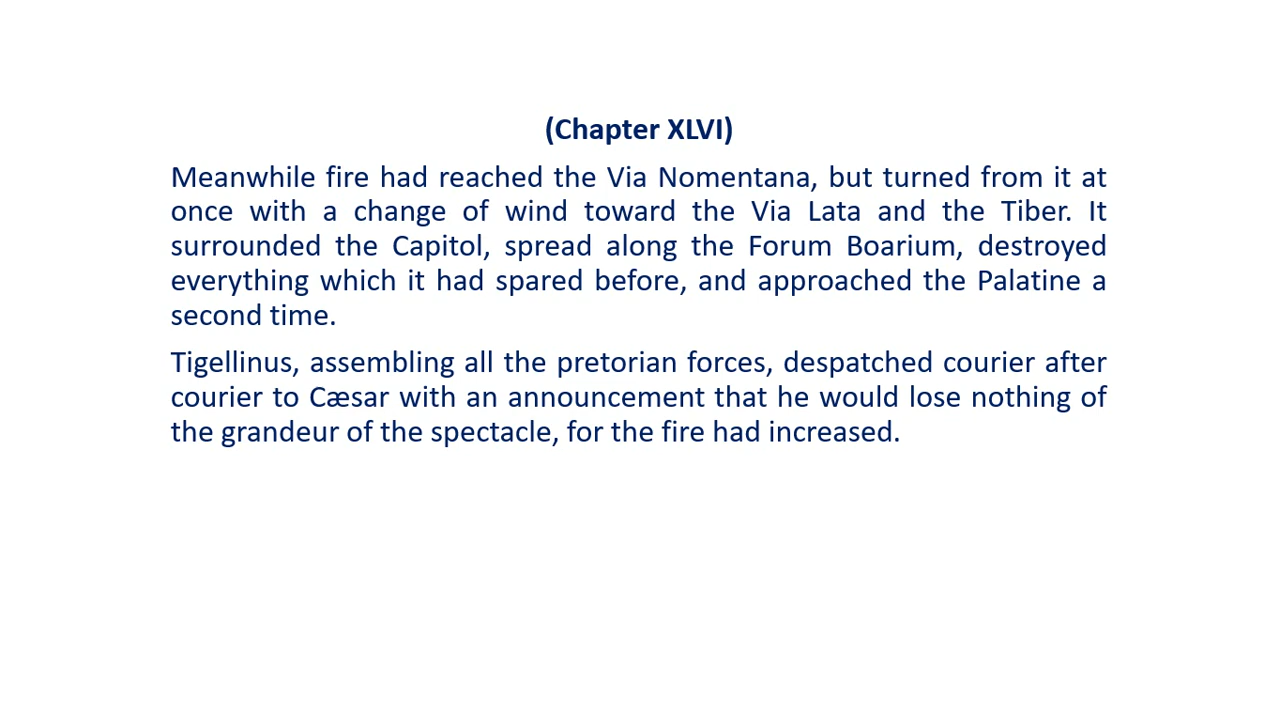 (Chapter XLVI)
Meanwhile fire had reached the Via Nomentana, but turned from it at
once with a change of wind toward the Via Lata and the Tiber. It
surrounded the Capitol, spread along the Forum Boarium, destroyed
everything which it had spared before, and approached the Palatine a
second time.
Tigellinus, assembling all the pretorian forces, despatched courier after
courier to Cæsar with an announcement that he would lose nothing of
the grandeur of the spectacle, for the fire had increased.